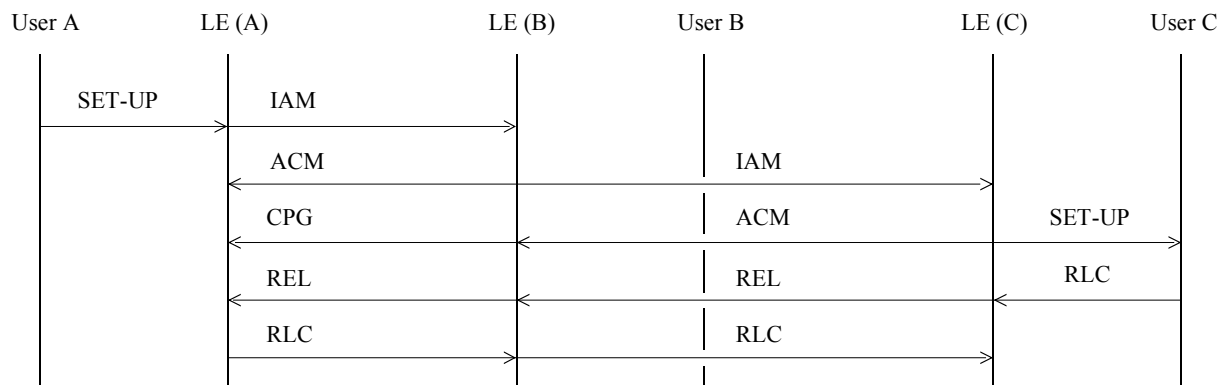 User A LE (A) LE (B) User B LE (C) User C
SET-UP IAM
ACM IAM
CPG ACM SET-UP
REL REL RLC
RLC RLC